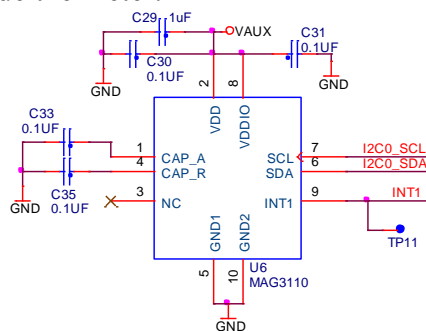 C29 1uF
VAUX
C31
0.1UF
C30
0.1UF
GND
GND
2
8
VDD
VDDIO
C33
0.1UF
1
CAP_A
4
CAP_R
3
NC
C35
0.1UF
GND
SCL
7
I2C0_SCL
SDA
6
I2C0_SDA
INT1
9
INT1
TP11
GND1
GND2
5
10
U6
MAG3110
GND